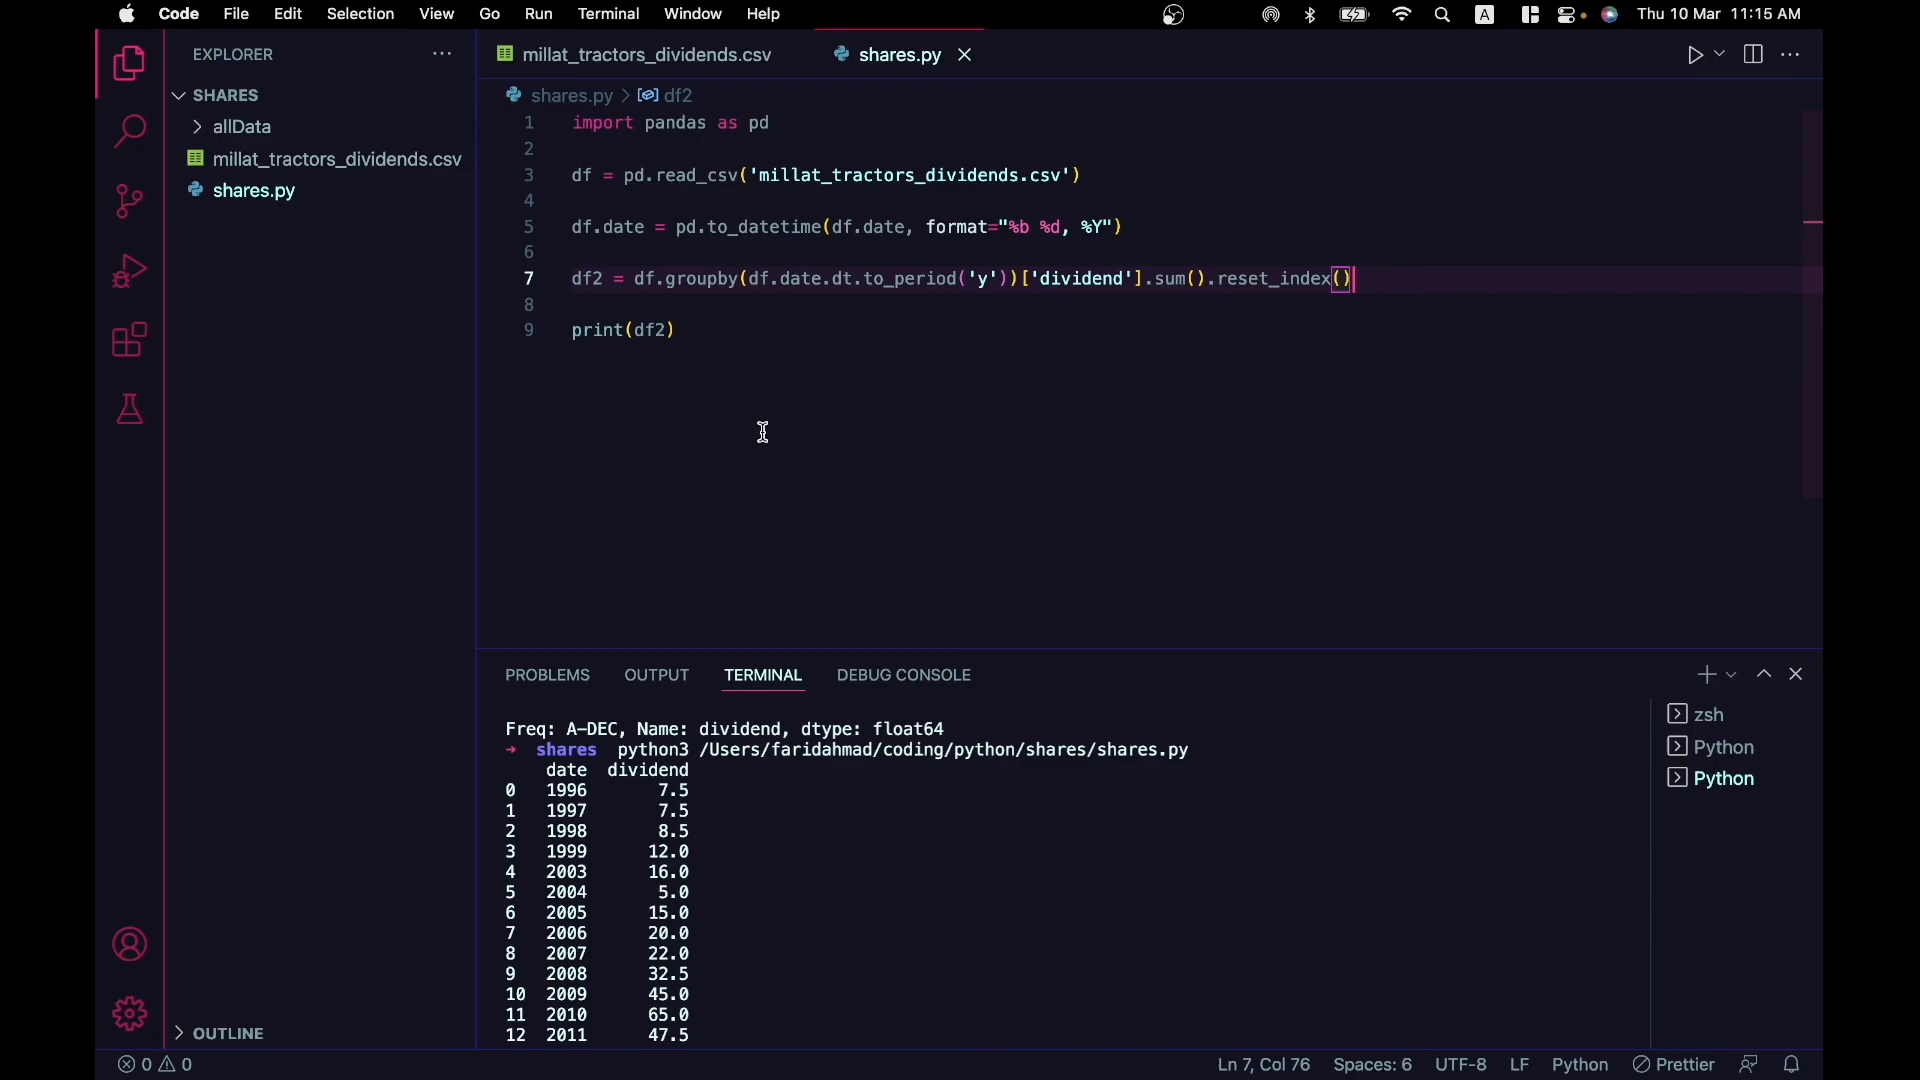 Code File Edit Selection View Go Run Terminal Window Help A Thu 10 Mar 11:15 AM
EXPLORER
SHARES
allData
millat_tractors_dividends.csv
shares.py
OUTLINE
millat_tractors_dividends.csv shares.py
shares.py > df2
1 import pandas as pd
2
3 df = pd.read_csv('millat_tractors_dividends.csv')
4
5 df.date = pd.to_datetime(df.date, format="%b %d, %Y")
6
7 df2 = df.groupby(df.date.dt.to_period('y'))['dividend'].sum().reset_index()
8
9 print(df2)
PROBLEMS OUTPUT TERMINAL DEBUG CONSOLE
Freq: A-DEC, Name: dividend, dtype: float64
→ shares python3 /Users/faridahmad/coding/python/shares/shares.py
date dividend
0 1996 7.5
1 1997 7.5
2 1998 8.5
3 1999 12.0
4 2003 16.0
5 2004 5.0
6 2005 15.0
7 2006 20.0
8 2007 22.0
9 2008 32.5
10 2009 45.0
11 2010 65.0
12 2011 47.5
zsh
Python
Python
0 0 Ln 7, Col 76 Spaces: 6 UTF-8 LF Python Prettier